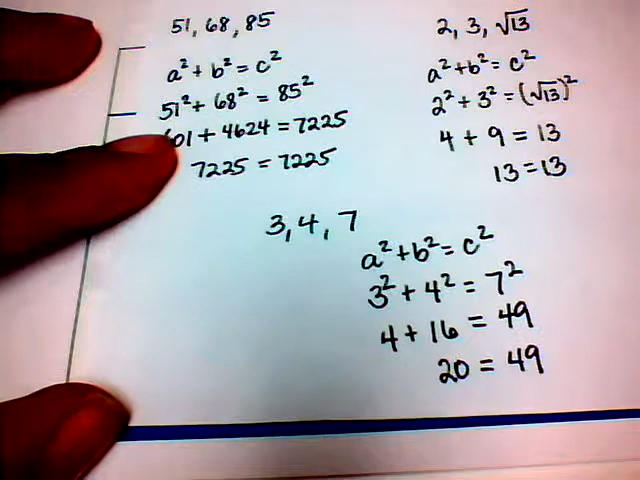 51, 68, 85
a² + b² = c²
51² + 68² = 85²
601 + 4624 = 7225
7225 = 7225
2, 3, √13
a² + b² = c²
2² + 3² = (√13)²
4 + 9 = 13
13 = 13
3, 4, 7
a² + b² = c²
3² + 4² = 7²
4 + 16 = 49
20 = 49